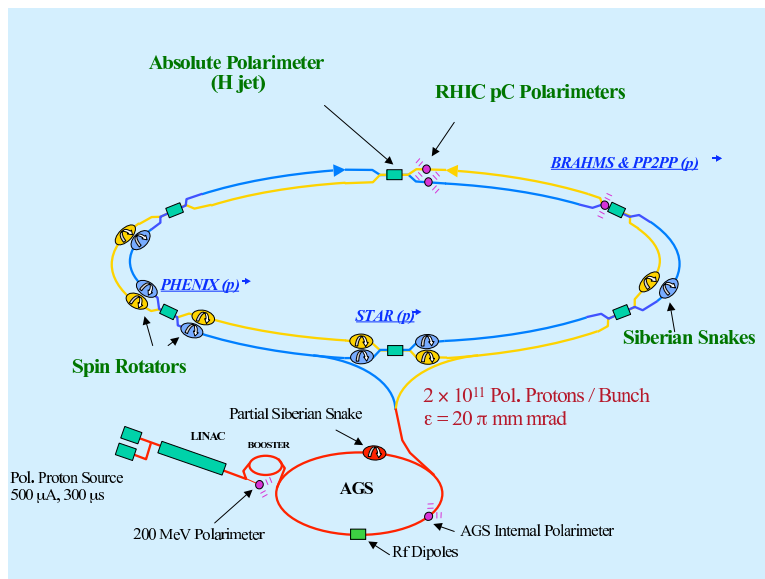 Absolute Polarimeter
(H jet)
RHIC pC Polarimeters
BRAHMS & PP2PP (p)
PHENIX (p)
STAR (p)
Siberian Snakes
Spin Rotators
2 × 10¹¹ Pol. Protons / Bunch
ε = 20 π mm mrad
Partial Siberian Snake
LINAC
BOOSTER
Pol. Proton Source
500 μA, 300 μs
AGS
200 MeV Polarimeter
AGS Internal Polarimeter
Rf Dipoles